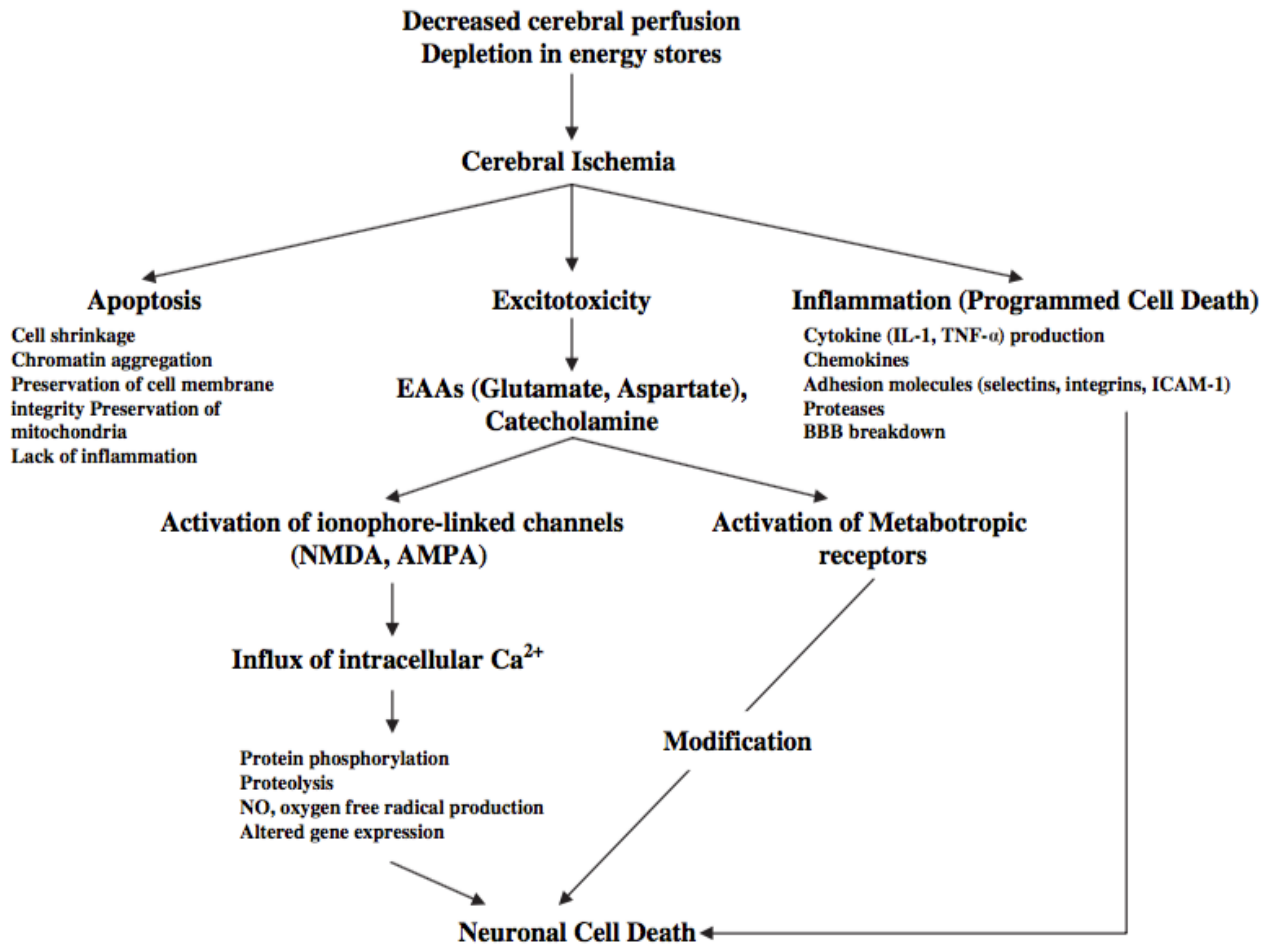 Decreased cerebral perfusion
Depletion in energy stores
Cerebral Ischemia
Apoptosis
Cell shrinkage
Chromatin aggregation
Preservation of cell membrane
integrity Preservation of
mitochondria
Lack of inflammation
Excitotoxicity
EAAs (Glutamate, Aspartate),
Catecholamine
Inflammation (Programmed Cell Death)
Cytokine (IL-1, TNF-α) production
Chemokines
Adhesion molecules (selectins, integrins, ICAM-1)
Proteases
BBB breakdown
Activation of ionophore-linked channels
(NMDA, AMPA)
Activation of Metabotropic
receptors
Influx of intracellular Ca²⁺
Protein phosphorylation
Proteolysis
NO, oxygen free radical production
Altered gene expression
Modification
Neuronal Cell Death